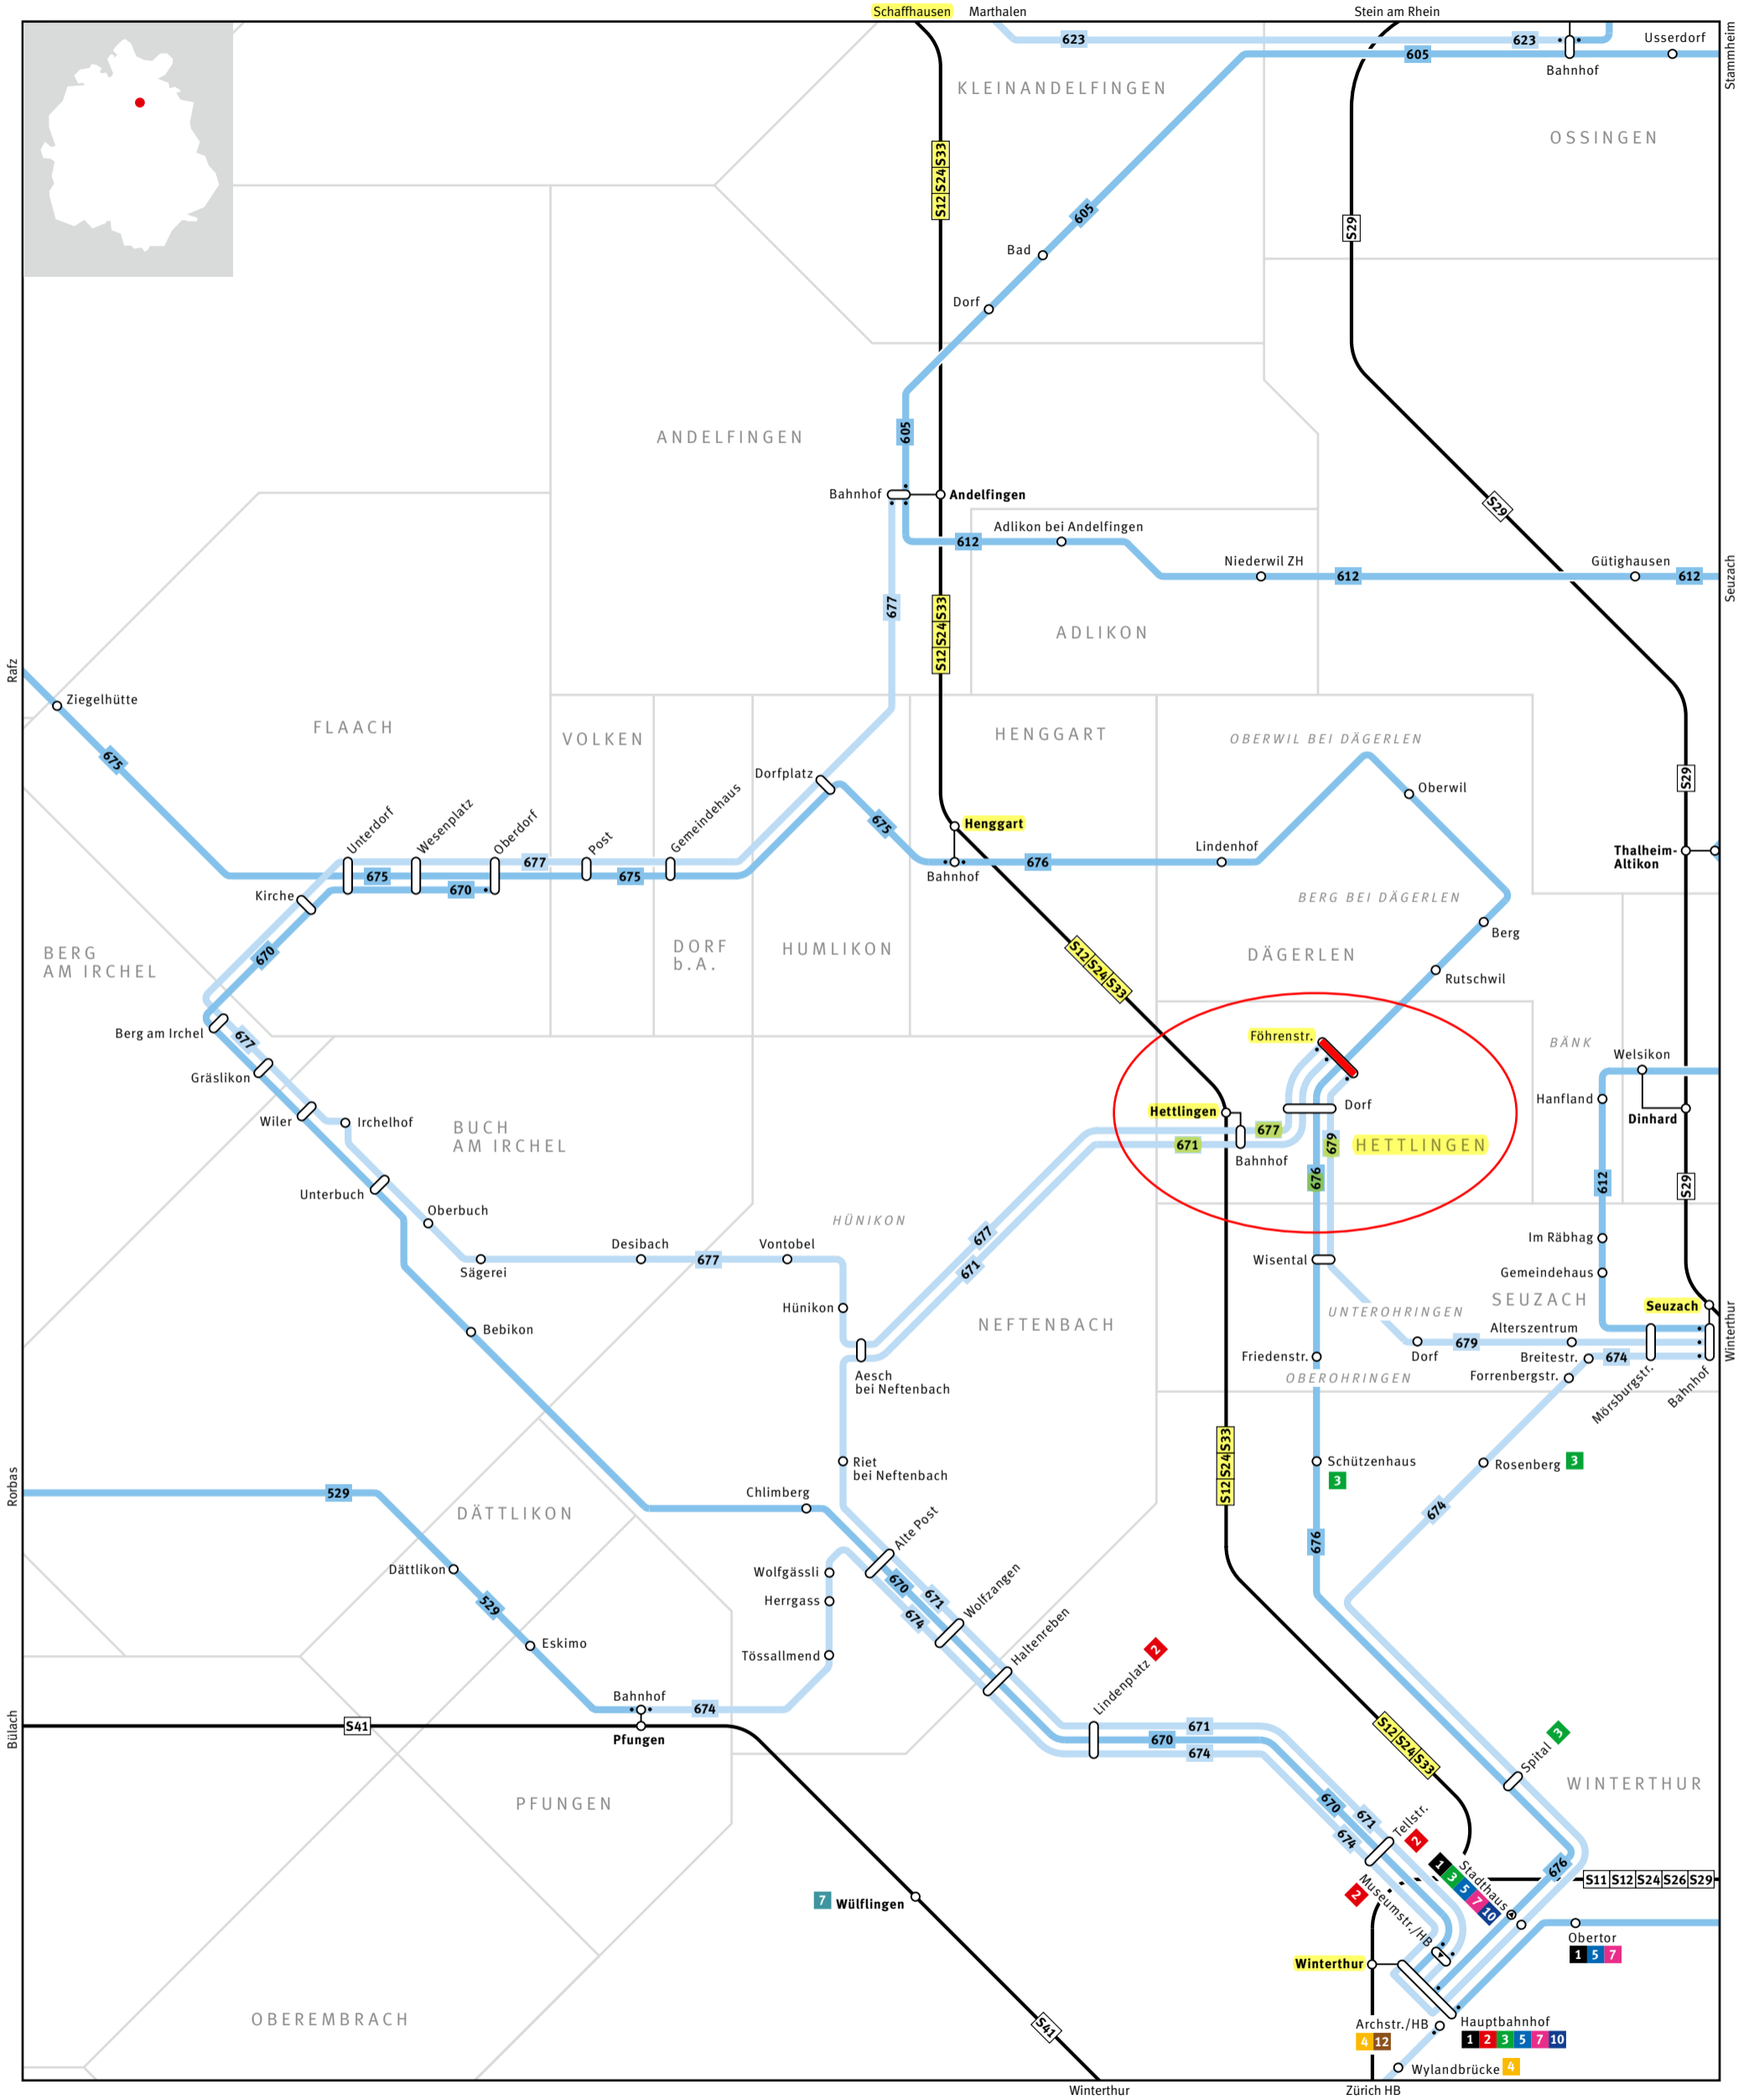 Schaffhausen
Marthalen
Stein am Rhein
623
623
Usserdorf
605
Bahnhof
Stammheim
KLEINANDELFINGEN
OSSINGEN
S12 S24 S33
605
S29
Bad
Dorf
605
ANDELFINGEN
Bahnhof
Andelfingen
S29
Adlikon bei Andelfingen
612
Niederwil ZH
612
Gütighausen
612
Seuzach
677
S12 S24 S33
ADLIKON
Rafz
Ziegelhütte
FLAACH
VOLKEN
HENGGART
OBERWIL BEI DÄGERLEN
675
Dorfplatz
Oberwil
S29
Unterdorf
Wesenplatz
Oberdorf
Post
Gemeindehaus
675
Henggart
677
675
675
670
676
Lindenhof
Bahnhof
Thalheim-
Altikon
Kirche
BERG BEI DÄGERLEN
Berg
BERG
AM IRCHEL
670
DORF
b.A.
HUMLIKON
S12 S24 S33
DÄGERLEN
Rutschwil
Berg am Irchel
677
Föhrenstr.
BÄNK
Welsikon
Gräslikon
Hanfland
Wiler
Irchelhof
Hettlingen
Dorf
Dinhard
BUCH
AM IRCHEL
677
671
679
HETTLINGEN
Bahnhof
676
612
S29
Unterbuch
Oberbuch
HÜNIKON
677
671
Im Räbhag
Desibach
Vontobel
677
Sägerei
Wisental
Gemeindehaus
Hünikon
UNTEROHRINGEN
SEUZACH
Seuzach
Bebikon
NEFTENBACH
Alterszentrum
679
Winterthur
Friedenstr.
Dorf
Breitestr.
674
Aesch
bei Neftenbach
OBEROHRINGEN
Forrenbergstr.
Mörsburgstr.
Bahnhof
S12 S24 S33
Riet
bei Neftenbach
Schützenhaus
3
Rosenberg 3
Rorbas
529
Chlimberg
DÄTTLIKON
674
Alte Post
676
Dättlikon
Wolfgässli
670
671
674
Wolfzangen
529
Herrgass
Eskimo
Tössallmend
Haltenreben
Lindenplatz 2
Bahnhof
674
Bülach
S41
Pfungen
671
670
674
S12 S24 S33
Spital 3
WINTERTHUR
PFUNGEN
670
671
674
Tellstr.
2
1 3 5 7 10
Stadthaus
676
S11 S12 S24 S26 S29
2
Museumstr./HB
7 Wülflingen
Obertor
1 5 7
Winterthur
OBEREMBRACH
S41
Archstr./HB
4 12
Hauptbahnhof
1 2 3 5 7 10
Wylandbrücke 4
Winterthur
Zürich HB